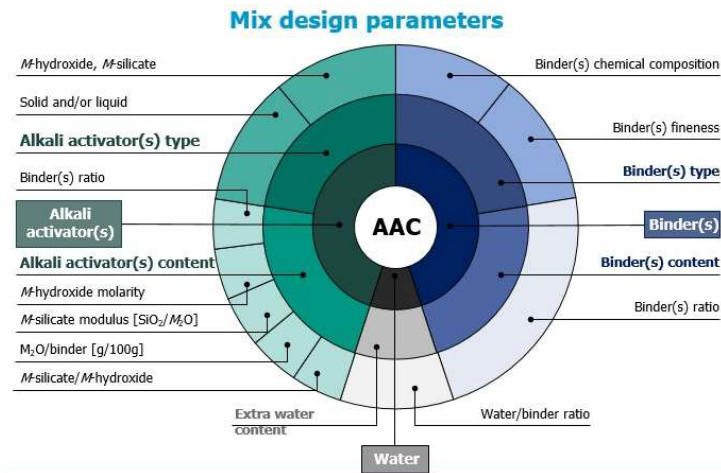 Mix design parameters
M-hydroxide, M-silicate
Solid and/or liquid
Alkali activator(s) type
Binder(s) ratio
Alkali
activator(s)
Alkali activator(s) content
M-hydroxide molarity
M-silicate modulus [SiO₂/M₂O]
M₂O/binder [g/100g]
M-silicate/M-hydroxide
Extra water
content
AAC
Water
Binder(s) chemical composition
Binder(s) fineness
Binder(s) type
Binder(s)
Binder(s) content
Binder(s) ratio
Water/binder ratio